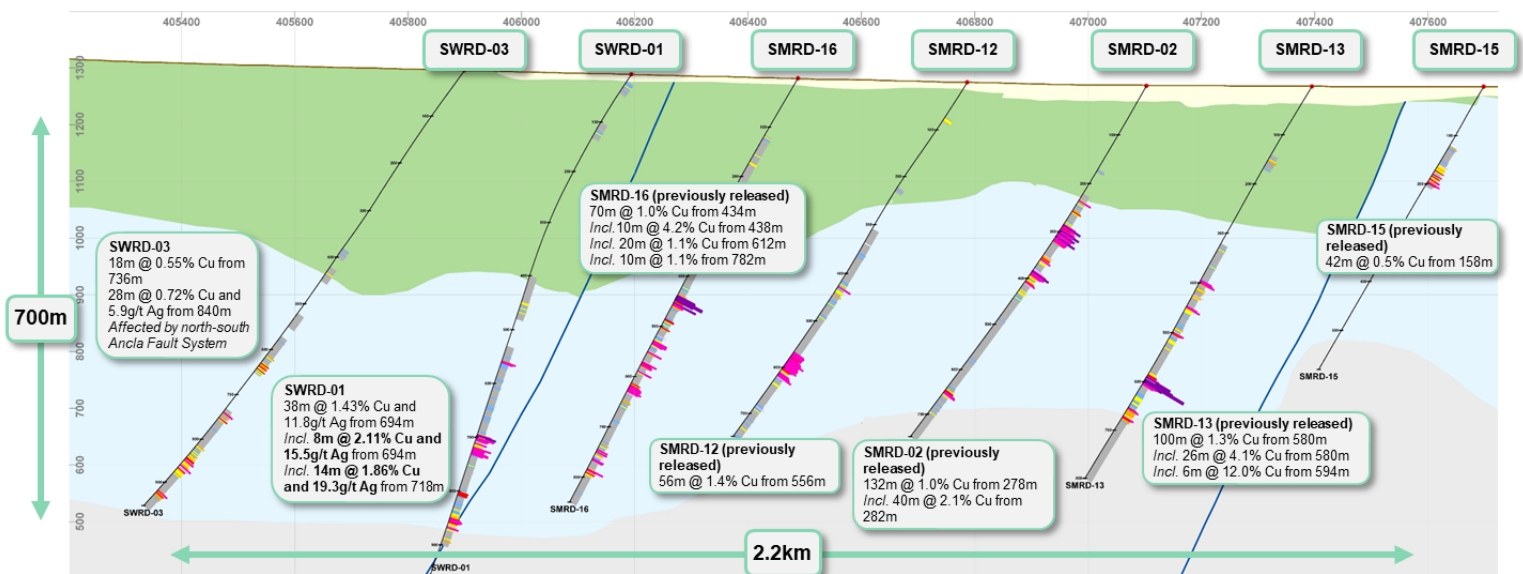 405400 405600 405800 406000 406200 406400 406600 406800 407000 407200 407400 407600
SWRD-03
SWRD-01
SMRD-16
SMRD-12
SMRD-02
SMRD-13
SMRD-15
1300
1200
1100
1000
900
800
700
600
500
700m
SWRD-03
18m @ 0.55% Cu from
736m
28m @ 0.72% Cu and
5.9g/t Ag from 840m
Affected by north-south
Ancla Fault System
SWRD-01
38m @ 1.43% Cu and
11.8g/t Ag from 694m
Incl. 8m @ 2.11% Cu and
15.5g/t Ag from 694m
Incl. 14m @ 1.86% Cu
and 19.3g/t Ag from 718m
SMRD-16 (previously released)
70m @ 1.0% Cu from 434m
Incl. 10m @ 4.2% Cu from 438m
Incl. 20m @ 1.1% Cu from 612m
Incl. 10m @ 1.1% from 782m
SMRD-12 (previously
released)
56m @ 1.4% Cu from 556m
SMRD-02 (previously
released)
132m @ 1.0% Cu from 278m
Incl. 40m @ 2.1% Cu from
282m
SMRD-13 (previously released)
100m @ 1.3% Cu from 580m
Incl. 26m @ 4.1% Cu from 580m
Incl. 6m @ 12.0% Cu from 594m
SMRD-15 (previously
released)
42m @ 0.5% Cu from 158m
SMRD-15
SMRD-13
SWRD-03
SMRD-16
SWRD-01
2.2km